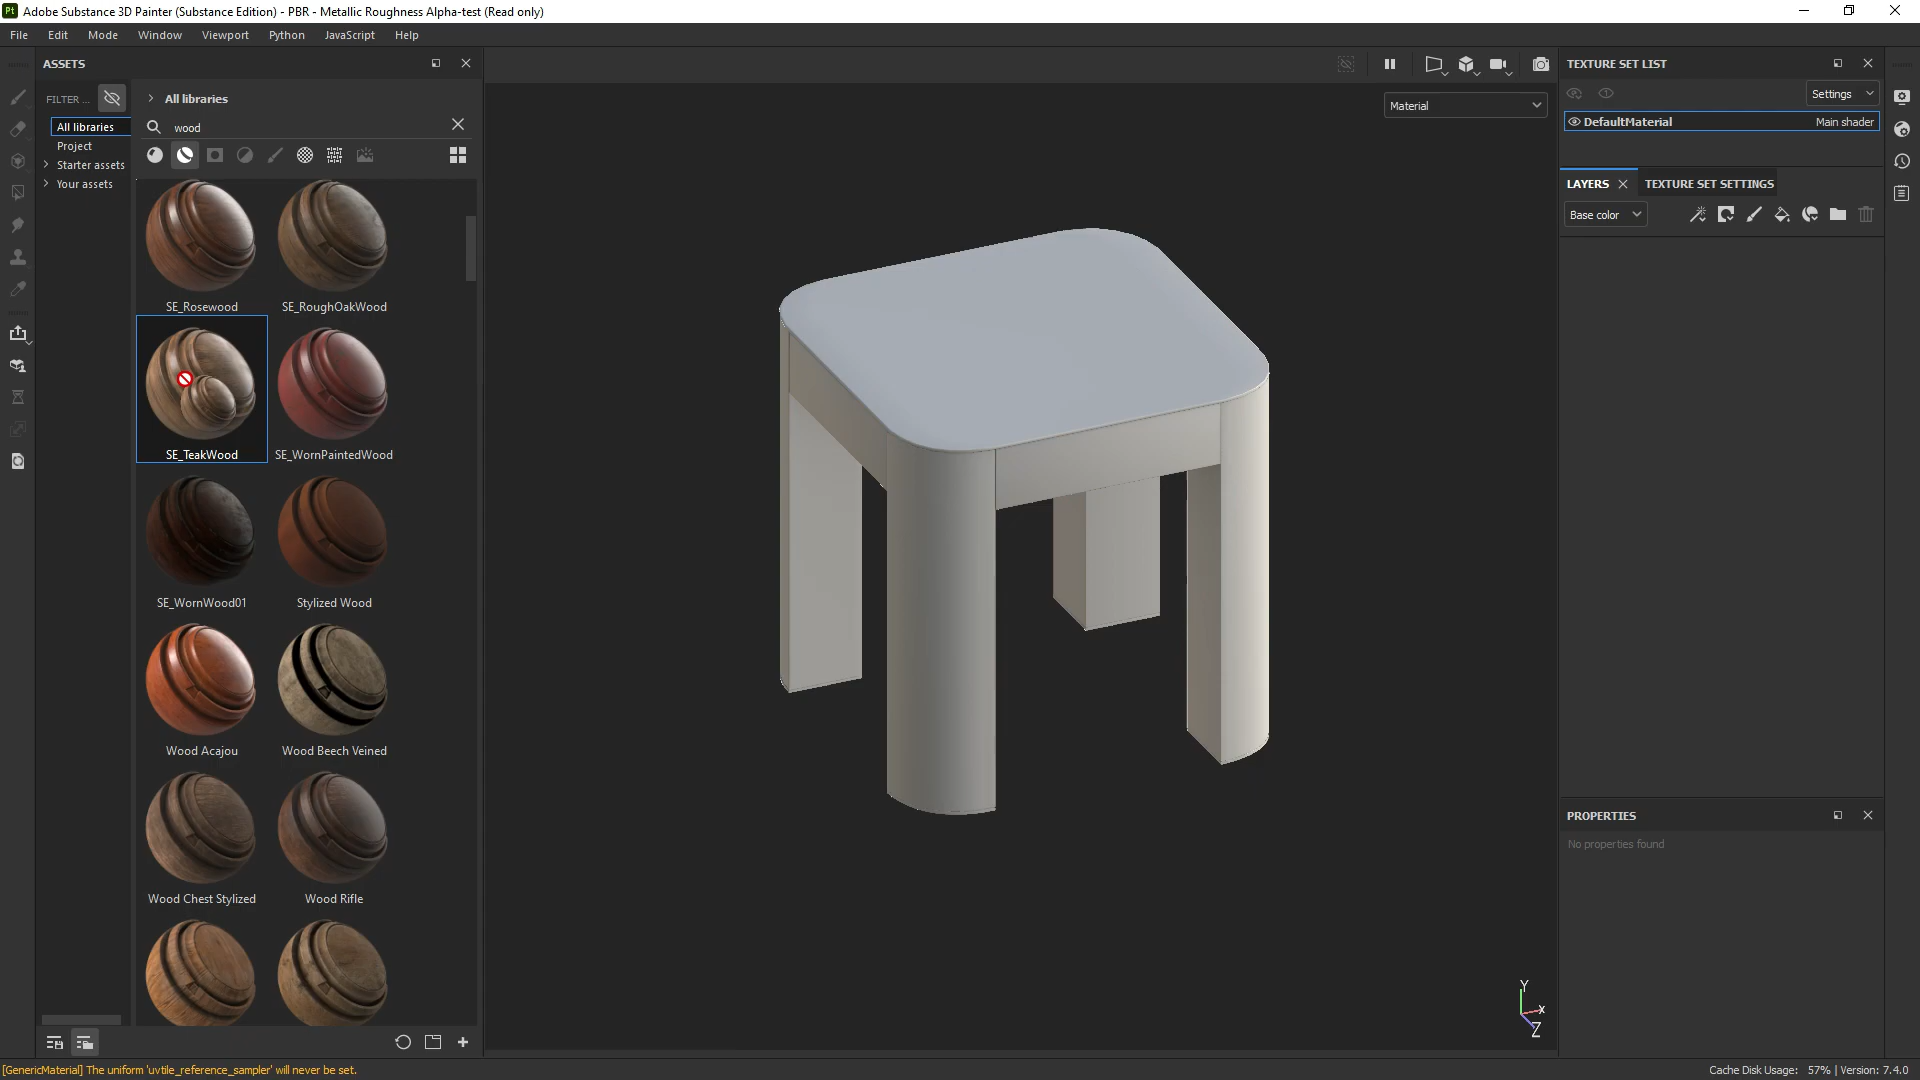 Pt Adobe Substance 3D Painter (Substance Edition) - PBR - Metallic Roughness Alpha-test (Read only)
File Edit Mode Window Viewport Python JavaScript Help
ASSETS
FILTER ...
All libraries
Project
Starter assets
Your assets
All libraries
wood
SE_Rosewood
SE_RoughOakWood
SE_TeakWood
SE_WornPaintedWood
SE_WornWood01
Stylized Wood
Wood Acajou
Wood Beech Veined
Wood Chest Stylized
Wood Rifle
Material
Y
X
Z
TEXTURE SET LIST
Settings
DefaultMaterial Main shader
LAYERS TEXTURE SET SETTINGS
Base color
PROPERTIES
No properties found
[GenericMaterial] The uniform 'uvtile_reference_sampler' will never be set.
Cache Disk Usage: 57% | Version: 7.4.0